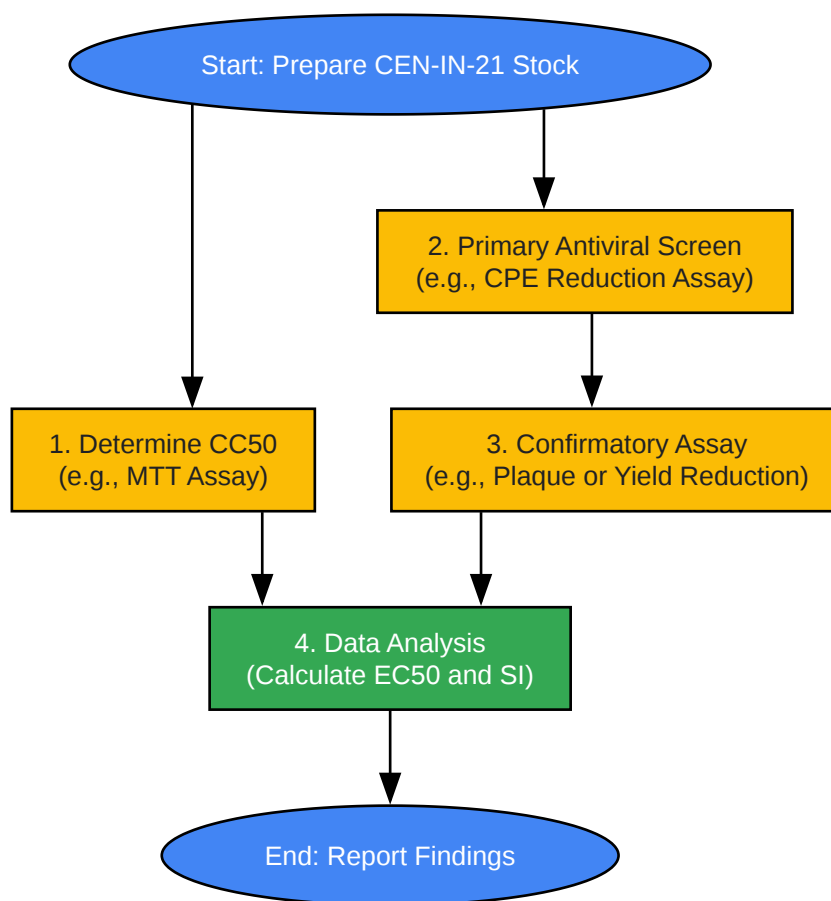 Start: Prepare CEN-IN-21 Stock
2. Primary Antiviral Screen
(e.g., CPE Reduction Assay)
1. Determine CC50
(e.g., MTT Assay)
3. Confirmatory Assay
(e.g., Plaque or Yield Reduction)
4. Data Analysis
(Calculate EC50 and SI)
End: Report Findings